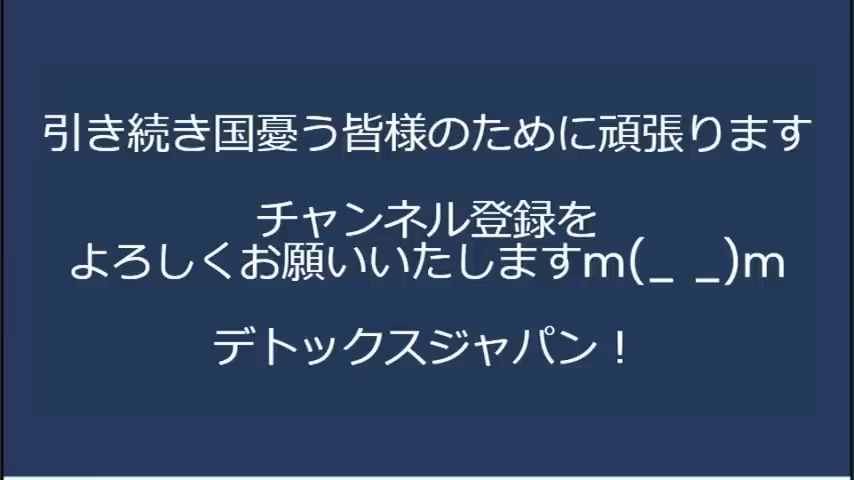 引き続き国憂う皆様のために頑張ります
チャンネル登録を
よろしくお願いいたしますm(_ _)m
デトックスジャパン！